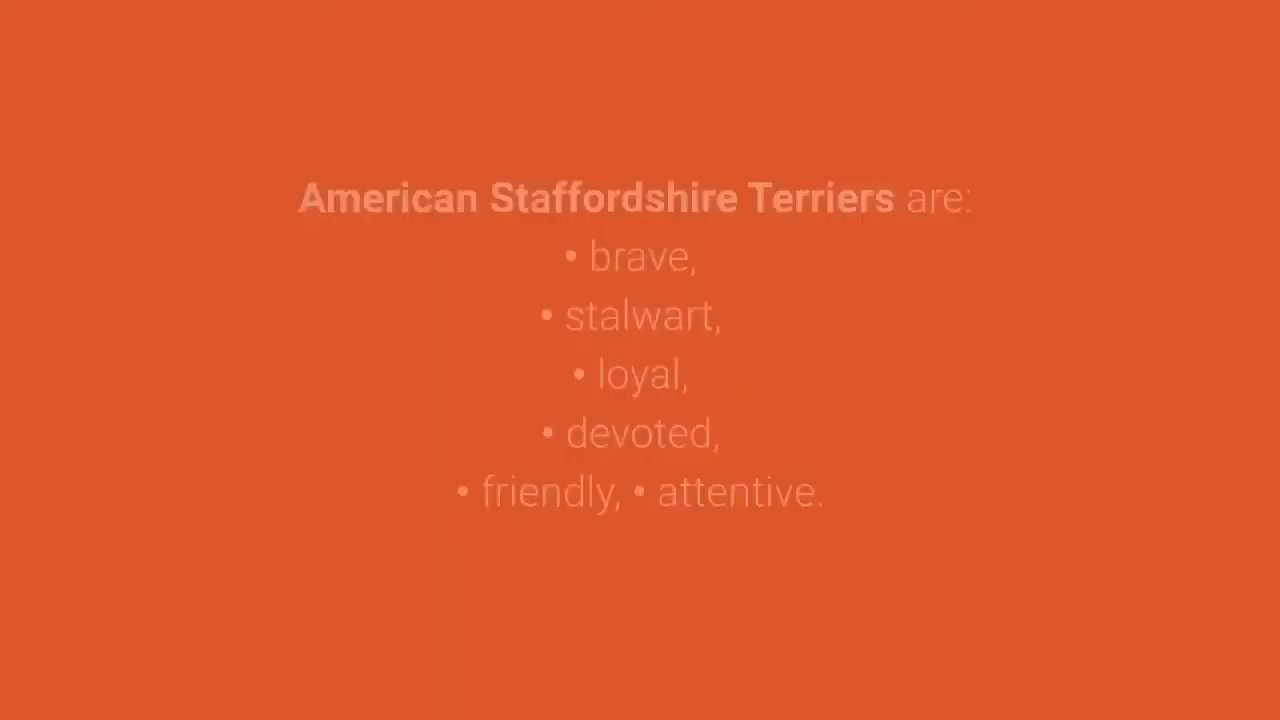 American Staffordshire Terriers are:
• brave,
• stalwart,
• loyal,
• devoted,
• friendly, • attentive.